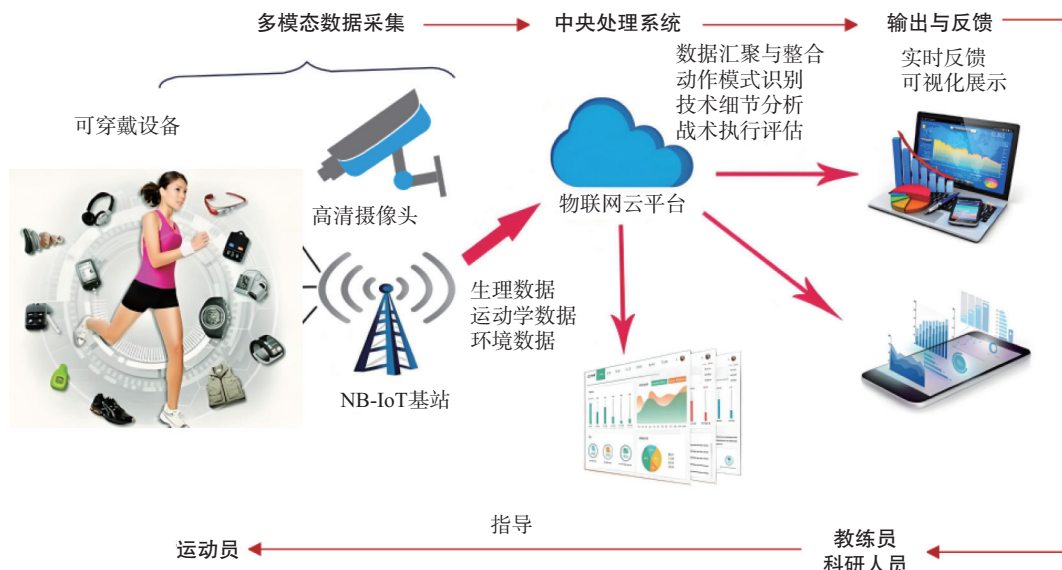 多模态数据采集
中央处理系统
输出与反馈
数据汇聚与整合
动作模式识别
技术细节分析
战术执行评估
实时反馈
可视化展示
可穿戴设备
高清摄像头
物联网云平台
生理数据
运动学数据
环境数据
NB-IoT基站
指导
运动员
教练员
科研人员